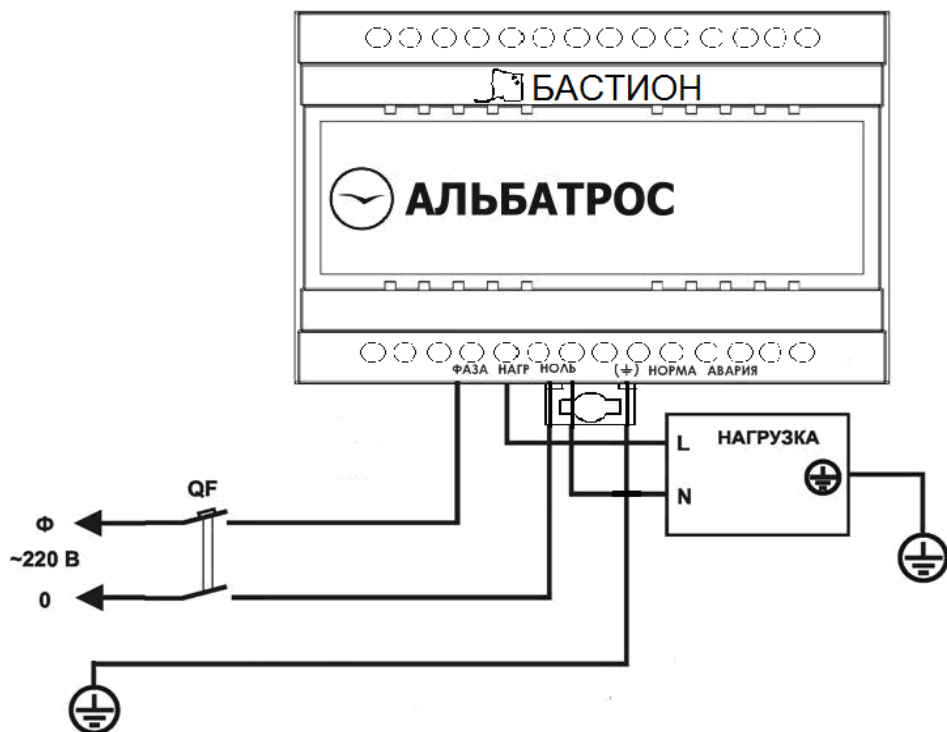 БАСТИОН
АЛЬБАТРОС
ФАЗА НАГР НОЛЬ (⏚) НОРМА АВАРИЯ
НАГРУЗКА
L
N
QF
Ф
~220 В
0